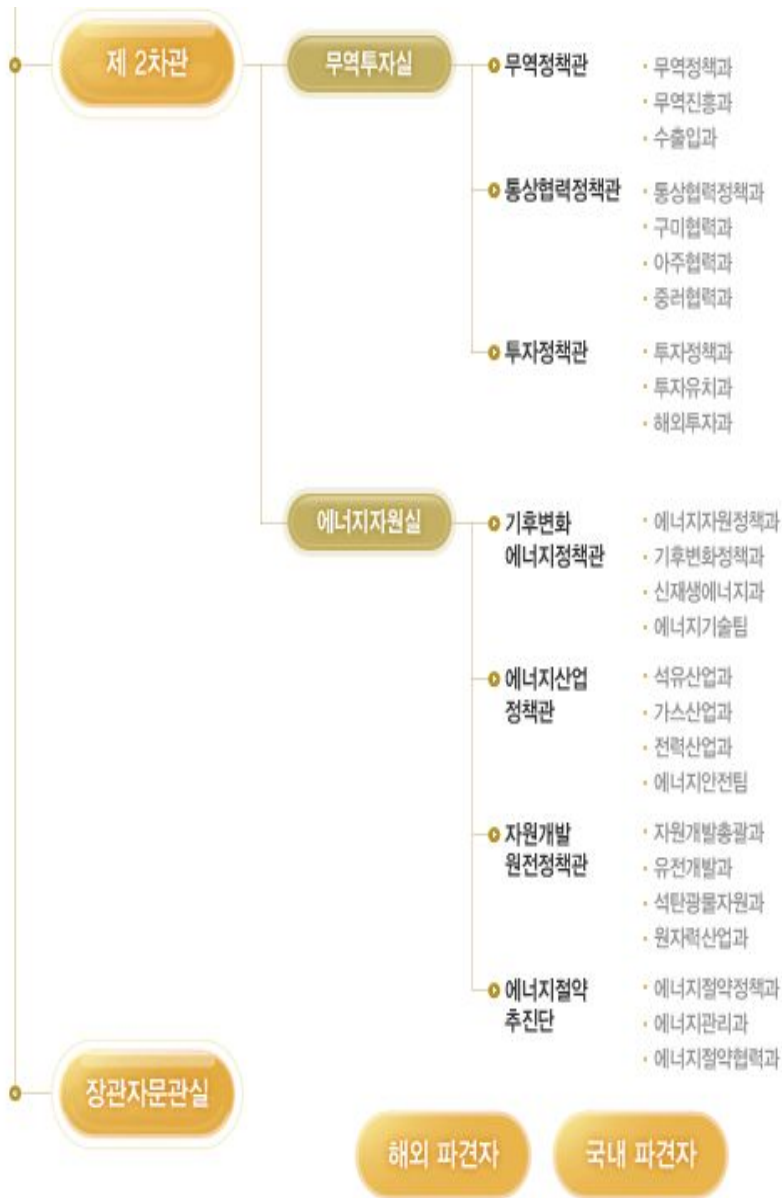 제 2차관
무역투자실
무역정책관
· 무역정책과
· 무역진흥과
· 수출입과
통상협력정책관
· 통상협력정책과
· 구미협력과
· 아주협력과
· 중러협력과
투자정책관
· 투자정책과
· 투자유치과
· 해외투자과
에너지자원실
기후변화
에너지정책관
· 에너지자원정책과
· 기후변화정책과
· 신재생에너지과
· 에너지기술팀
에너지산업
정책관
· 석유산업과
· 가스산업과
· 전력산업과
· 에너지안전팀
자원개발
원전정책관
· 자원개발총괄과
· 유전개발과
· 석탄광물자원과
· 원자력산업과
에너지절약
추진단
· 에너지절약정책과
· 에너지관리과
· 에너지절약협력과
장관자문관실
해외 파견자
국내 파견자